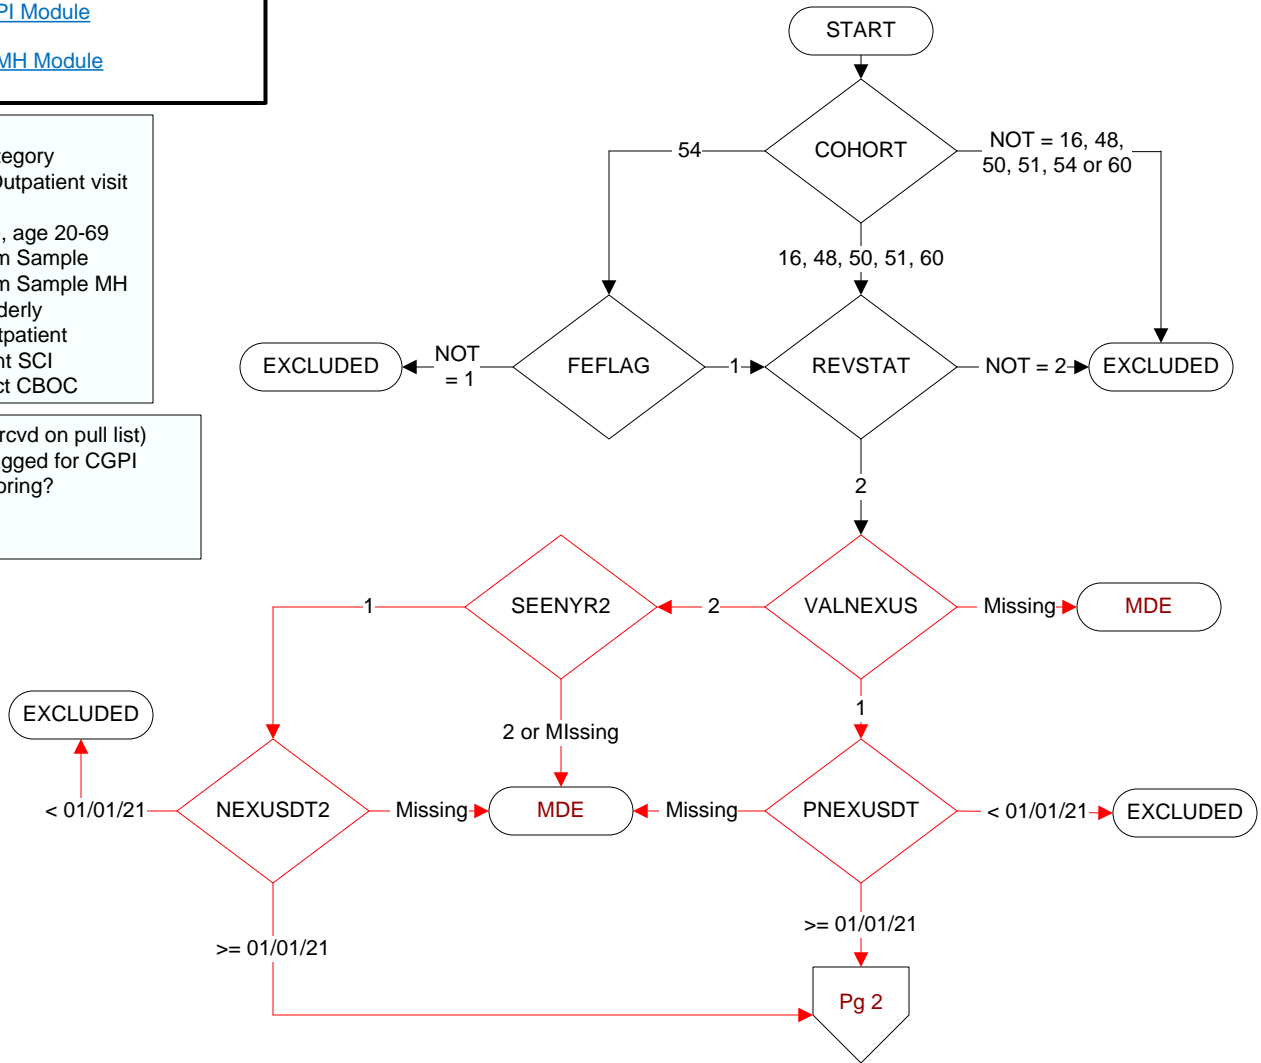 PI Module
MH Module
tegory
Outpatient visit
, age 20-69
m Sample
m Sample MH
derly
tpatient
nt SCI
ct CBOC
rcvd on pull list)
gged for CGPI
oring?
START
COHORT
54
NOT = 16, 48,
50, 51, 54 or 60
16, 48, 50, 51, 60
EXCLUDED
NOT
= 1
FEFLAG
1
REVSTAT
NOT = 2
EXCLUDED
2
1
SEENYR2
2
VALNEXUS
Missing
MDE
EXCLUDED
2 or MIssing
1
< 01/01/21
NEXUSDT2
Missing
MDE
Missing
PNEXUSDT
< 01/01/21
EXCLUDED
>= 01/01/21
>= 01/01/21
Pg 2